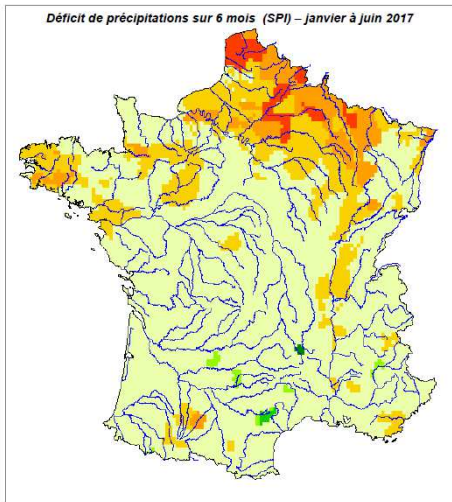 Déficit de précipitations sur 6 mois (SPI) – janvier à juin 2017